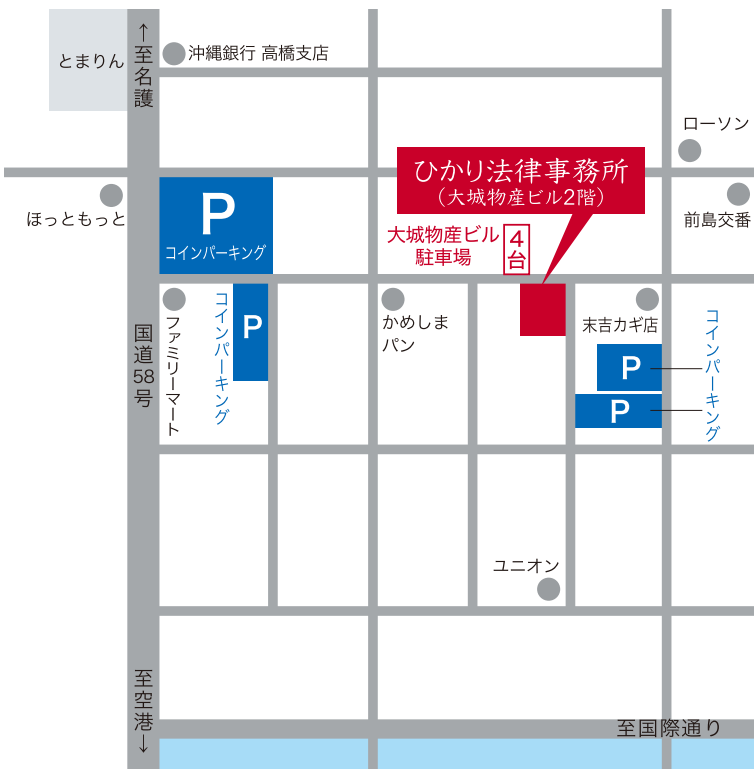 とまりん
←至名護
沖縄銀行 高橋支店
ローソン
ひかり法律事務所
(大城物産ビル2階)
ほっともっと
P
コインパーキング
大城物産ビル
駐車場
4台
前島交番
国道58号
ファミリーマート
コインパーキング
P
かめしま
パン
末吉カギ店
P
P
コインパーキング
ユニオン
至空港→
至国際通り